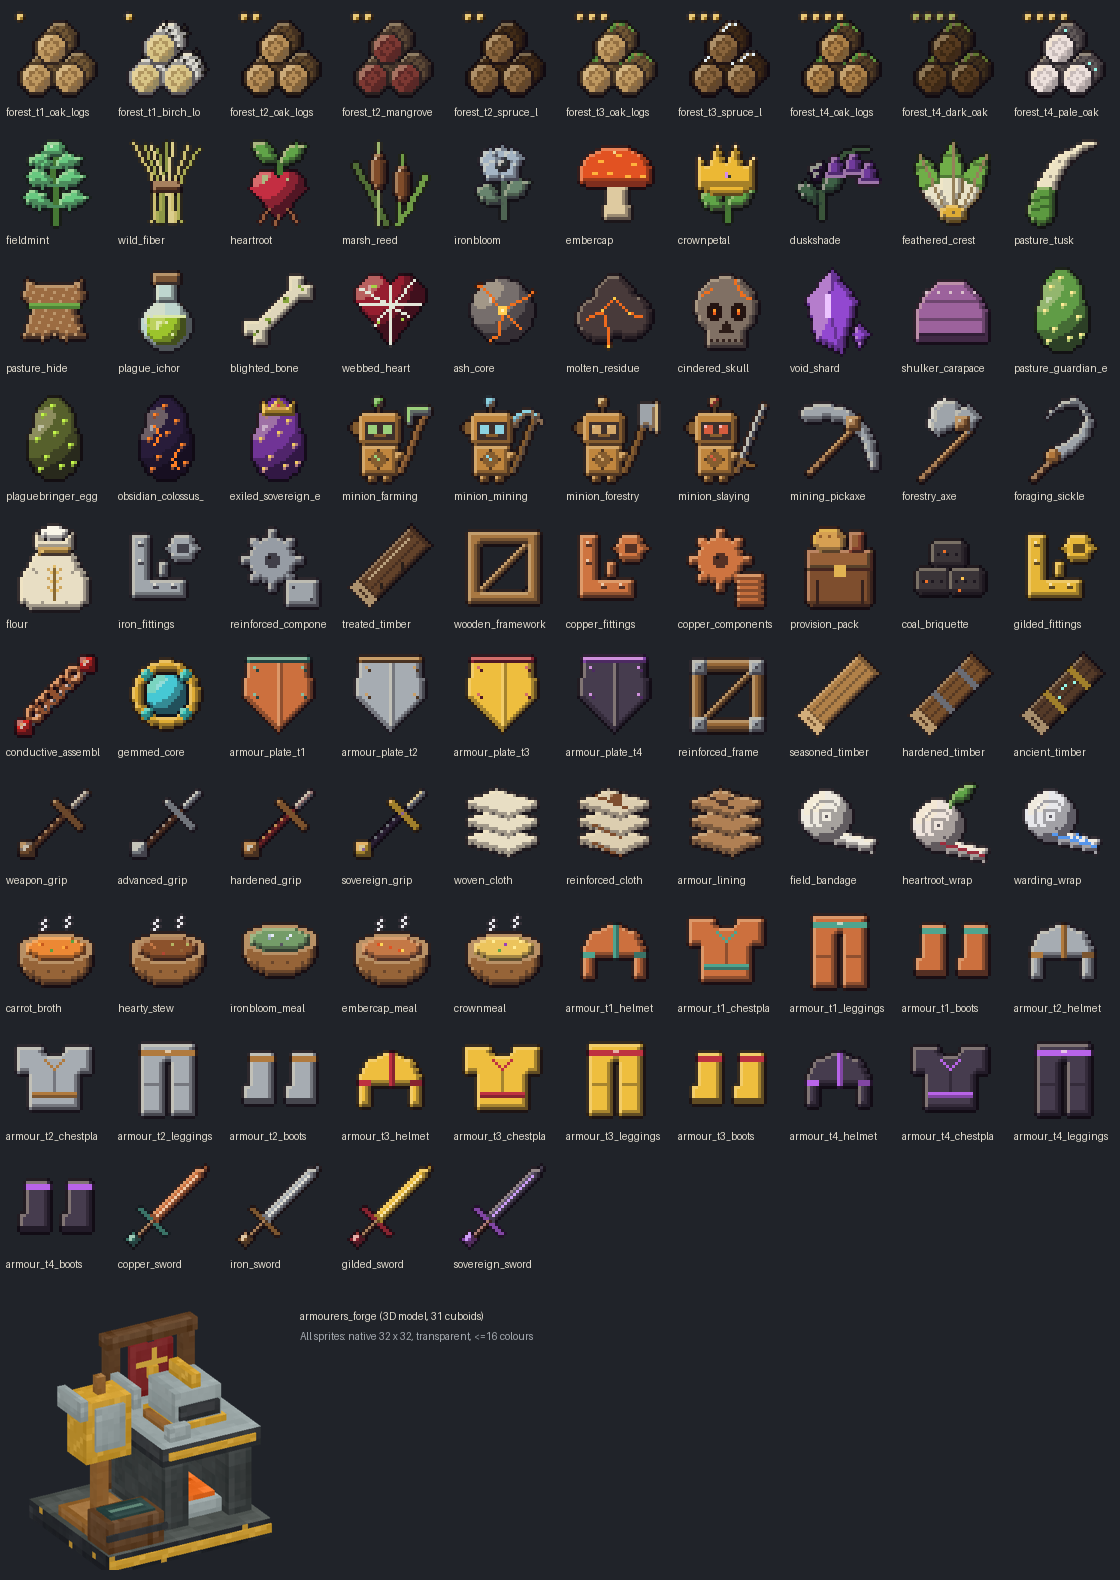 forest_t1_oak_logs forest_t1_birch_lo forest_t2_oak_logs forest_t2_mangrove forest_t2_spruce_l forest_t3_oak_logs forest_t3_spruce_l forest_t4_oak_logs forest_t4_dark_oak forest_t4_pale_oak
fieldmint wild_fiber heartroot marsh_reed ironbloom embercap crownpetal duskshade feathered_crest pasture_tusk
pasture_hide plague_ichor blighted_bone webbed_heart ash_core molten_residue cindered_skull void_shard shulker_carapace pasture_guardian_e
plaguebringer_egg obsidian_colossus_ exiled_sovereign_e minion_farming minion_mining minion_forestry minion_slaying mining_pickaxe forestry_axe foraging_sickle
flour iron_fittings reinforced_compone treated_timber wooden_framework copper_fittings copper_components provision_pack coal_briquette gilded_fittings
conductive_assembl gemmed_core armour_plate_t1 armour_plate_t2 armour_plate_t3 armour_plate_t4 reinforced_frame seasoned_timber hardened_timber ancient_timber
weapon_grip advanced_grip hardened_grip sovereign_grip woven_cloth reinforced_cloth armour_lining field_bandage heartroot_wrap warding_wrap
carrot_broth hearty_stew ironbloom_meal embercap_meal crownmeal armour_t1_helmet armour_t1_chestpla armour_t1_leggings armour_t1_boots armour_t2_helmet
armour_t2_chestpla armour_t2_leggings armour_t2_boots armour_t3_helmet armour_t3_chestpla armour_t3_leggings armour_t3_boots armour_t4_helmet armour_t4_chestpla armour_t4_leggings
armour_t4_boots copper_sword iron_sword gilded_sword sovereign_sword
armourers_forge (3D model, 31 cuboids)
All sprites: native 32 x 32, transparent, <=16 colours